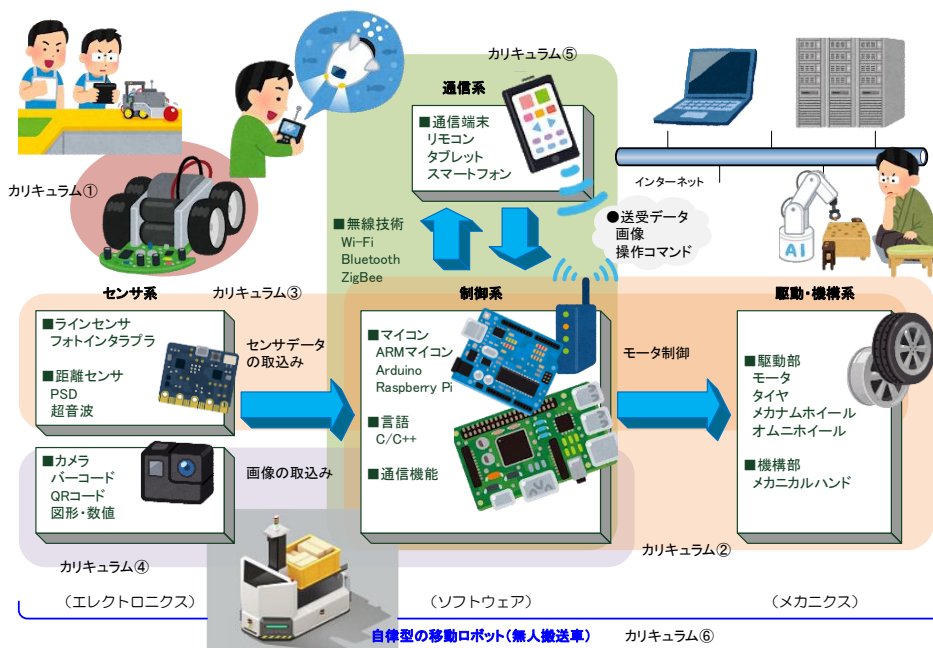 カリキュラム⑤
通信系
■通信端末
リモコン
タブレット
スマートフォン
カリキュラム①
インターネット
●送受データ
画像
操作コマンド
AI
■無線技術
Wi-Fi
Bluetooth
ZigBee
センサ系
カリキュラム③
制御系
駆動・機構系
■ラインセンサ
フォトインタラプラ
■距離センサ
PSD
超音波
センサデータ
の取込み
■マイコン
ARMマイコン
Arduino
Raspberry Pi
■言語
C/C++
■通信機能
モータ制御
■駆動部
モータ
タイヤ
メカナムホイール
オムニホイール
■機構部
メカニカルハンド
■カメラ
バーコード
QRコード
図形・数値
画像の取込み
カリキュラム②
カリキュラム④
（エレクトロニクス）
（ソフトウェア）
（メカニクス）
自律型の移動ロボット（無人搬送車）
カリキュラム⑥